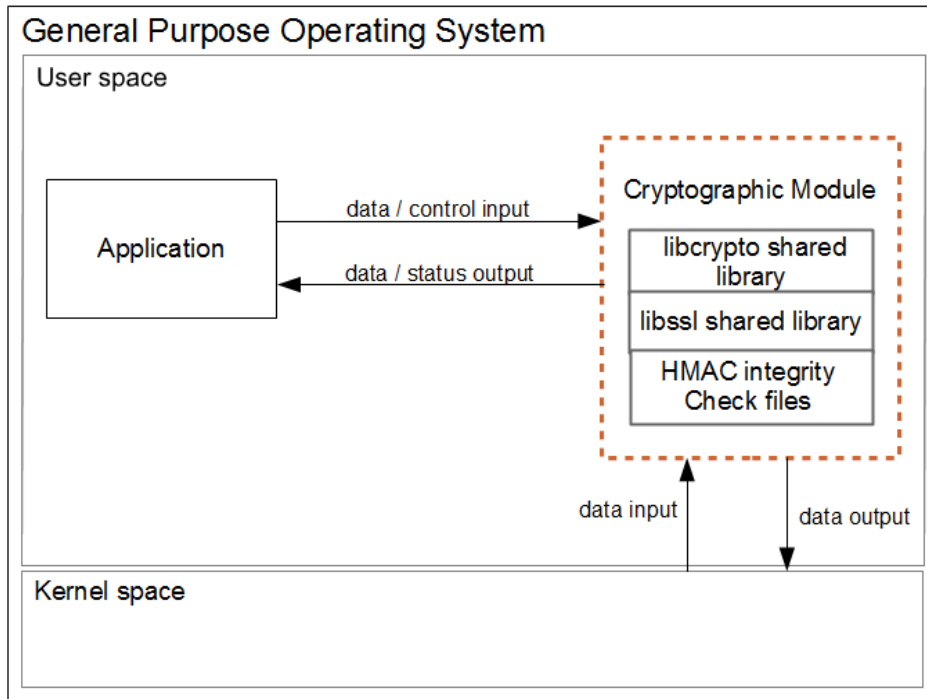 General Purpose Operating System
User space
Cryptographic Module
data / control input
Application
libcrypto shared
library
data / status output
libssl shared library
HMAC integrity
Check files
data input
data output
Kernel space